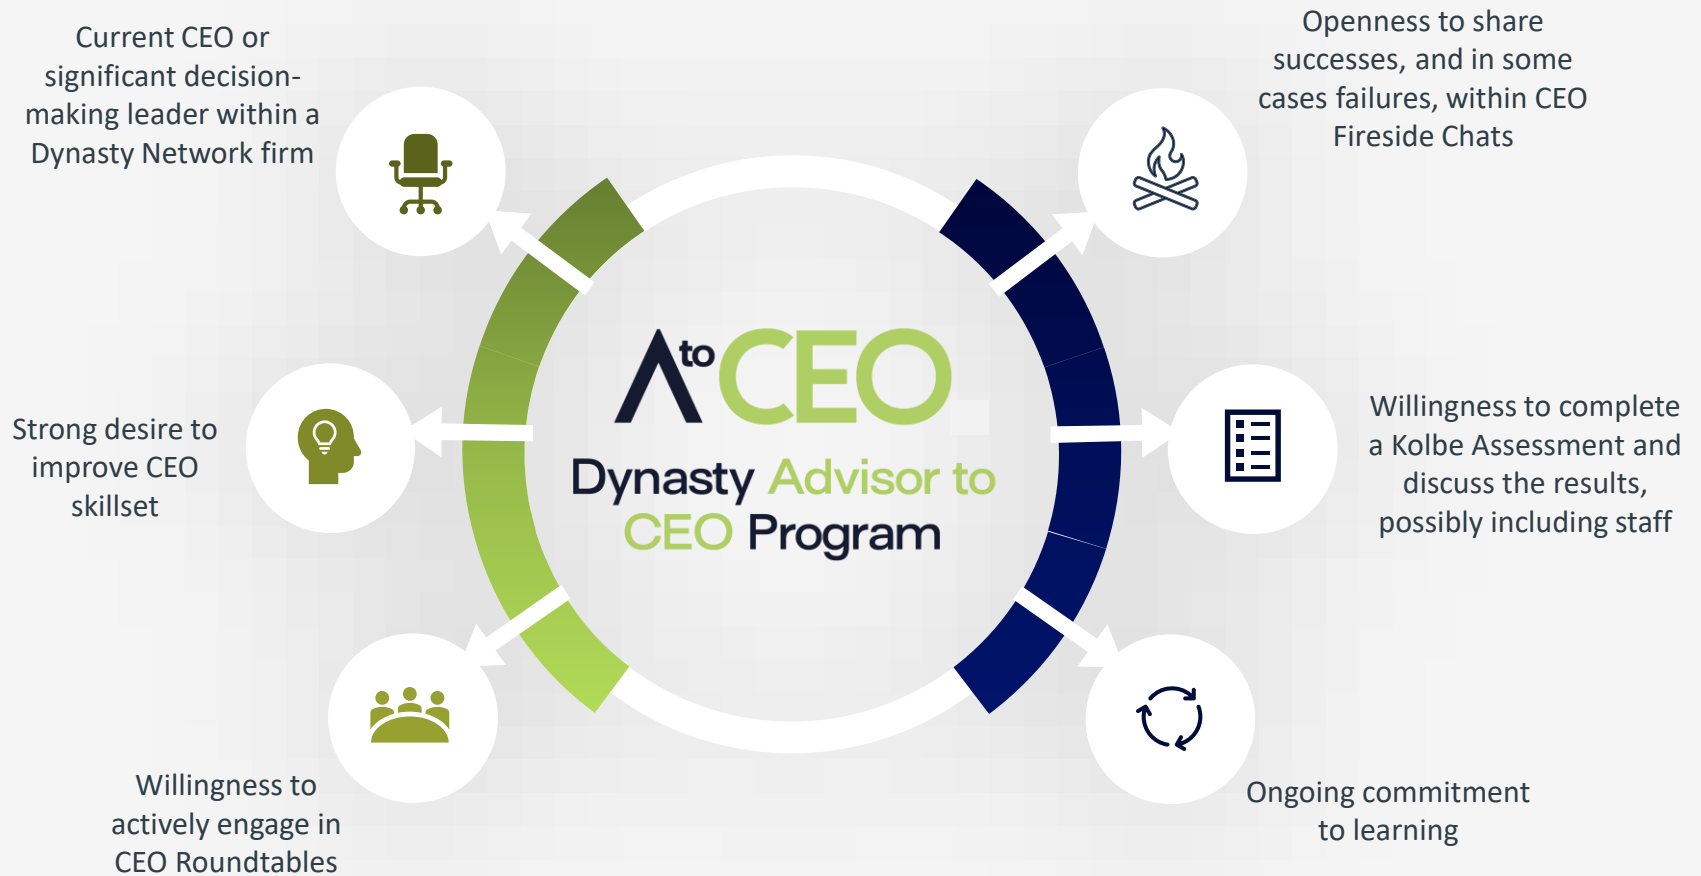 Current CEO or
significant decision-
making leader within a
Dynasty Network firm
Strong desire to
improve CEO
skillset
Willingness to
actively engage in
CEO Roundtables
A to CEO
Dynasty Advisor to
CEO Program
Openness to share
successes, and in some
cases failures, within CEO
Fireside Chats
Willingness to complete
a Kolbe Assessment and
discuss the results,
possibly including staff
Ongoing commitment
to learning